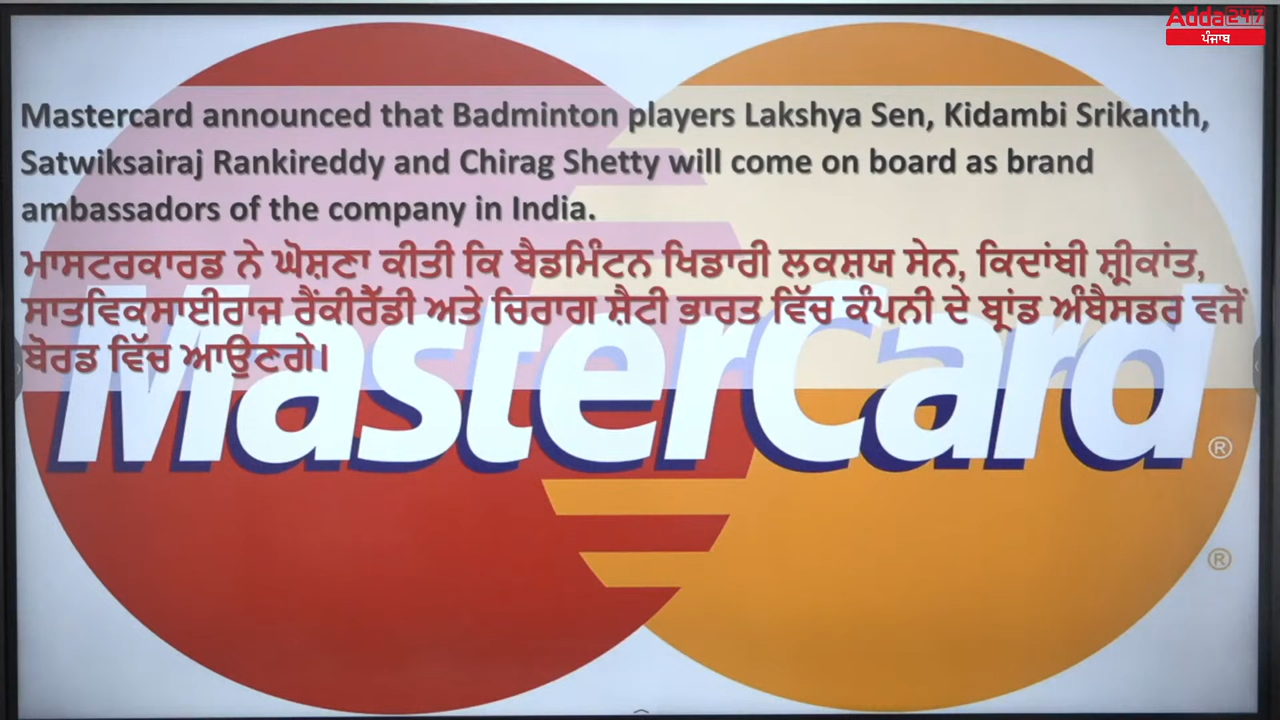 Adda247
ਪੰਜਾਬ
Mastercard announced that Badminton players Lakshya Sen, Kidambi Srikanth,
Satwiksairaj Rankireddy and Chirag Shetty will come on board as brand
ambassadors of the company in India.
ਮਾਸਟਰਕਾਰਡ ਨੇ ਘੋਸ਼ਣਾ ਕੀਤੀ ਕਿ ਬੈਡਮਿੰਟਨ ਖਿਡਾਰੀ ਲਕਸ਼ਯ ਸੇਨ, ਕਿਦਾਂਬੀ ਸ਼੍ਰੀਕਾਂਤ,
ਸਾਤਵਿਕਸਾਈਰਾਜ ਰੈਂਕੀਰੈੱਡੀ ਅਤੇ ਚਿਰਾਗ ਸ਼ੈਟੀ ਭਾਰਤ ਵਿੱਚ ਕੰਪਨੀ ਦੇ ਬ੍ਰਾਂਡ ਅੰਬੈਸਡਰ ਵਜੋਂ
ਬੋਰਡ ਵਿੱਚ ਆਉਣਗੇ।
MasterCard®
®